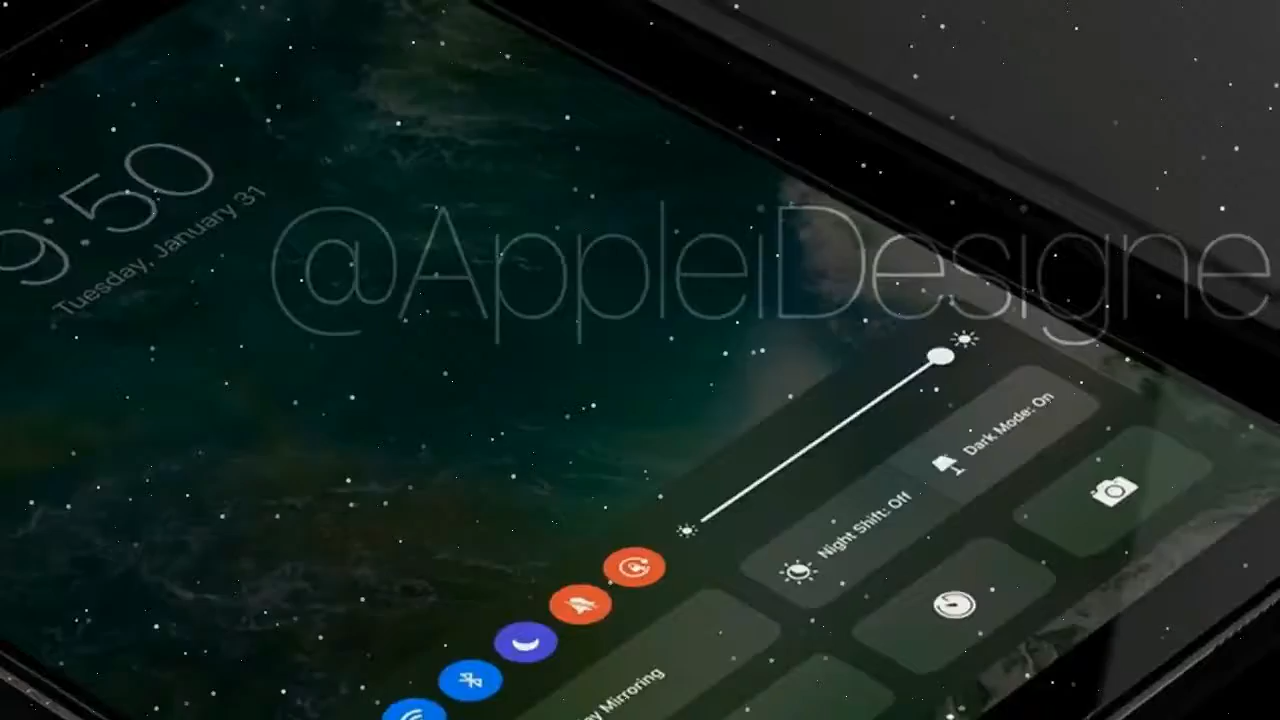 9:50
Tuesday, January 31
@AppleiDesigne
Dark Mode: On
Night Shift: Off
Mirroring